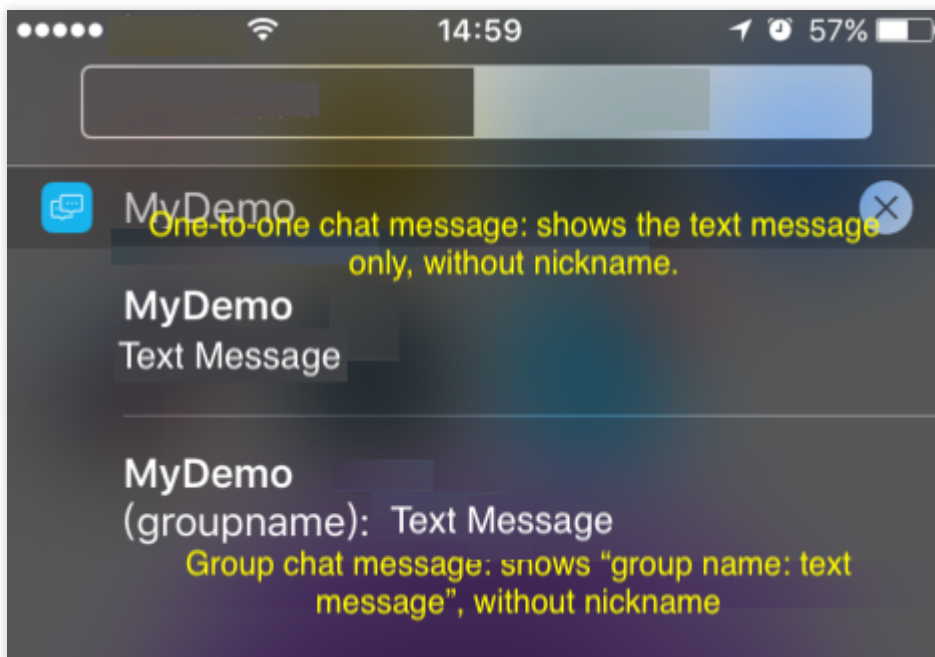 14:59
57%
MyDemo
One-to-one chat message: shows the text message
only, without nickname.
MyDemo
Text Message
MyDemo
(groupname): Text Message
Group chat message: shows “group name: text
message”, without nickname